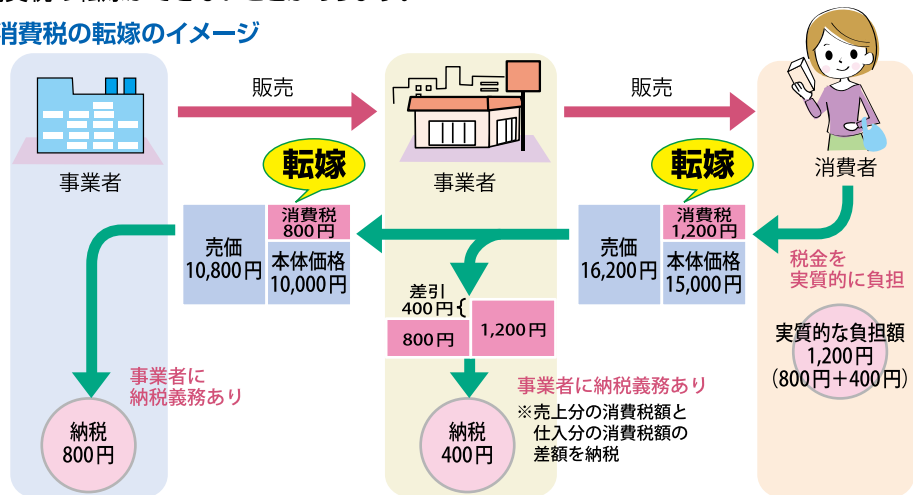 消費税の転嫁のイメージ
販売
販売
転嫁
転嫁
事業者
事業者
消費者
売価
10,800円
消費税
800円
本体価格
10,000円
売価
16,200円
消費税
1,200円
本体価格
15,000円
税金を
実質的に負担
差引
400円{
800円
1,200円
実質的な負担額
1,200円
(800円+400円)
事業者に
納税義務あり
事業者に納税義務あり
※売上分の消費税額と
仕入分の消費税額の
差額を納税
納税
800円
納税
400円